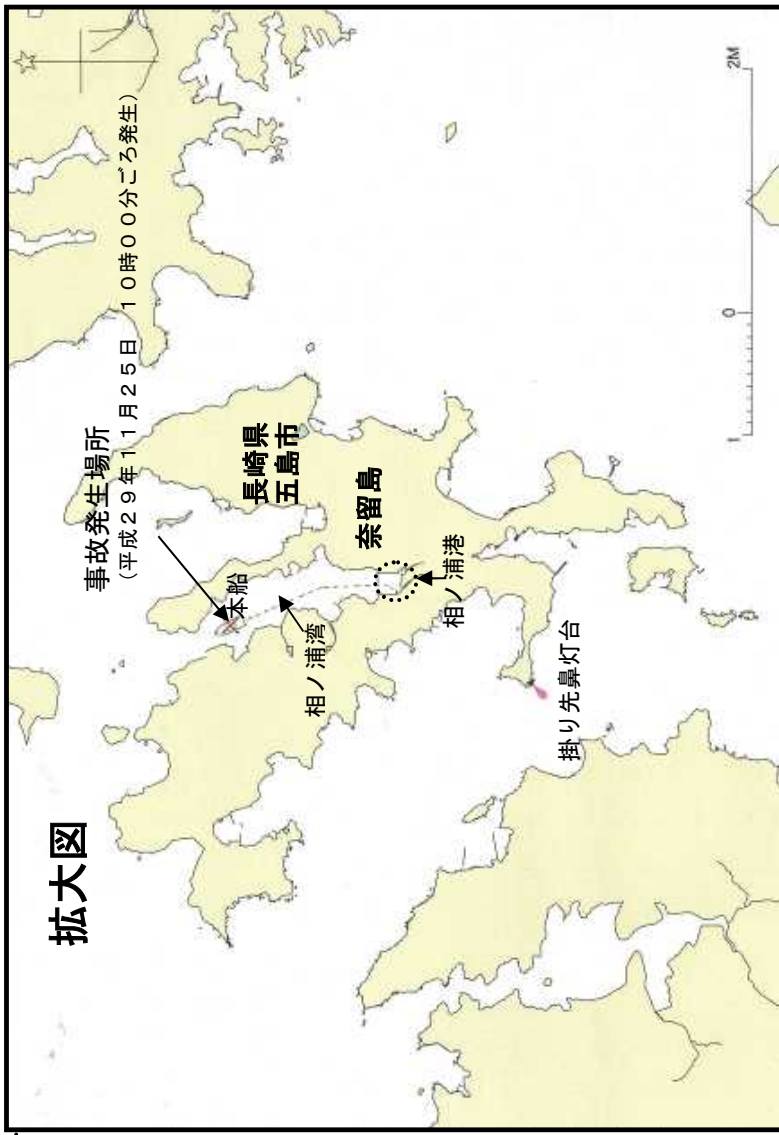 拡大図
事故発生場所
(平成29年11月25日 10時00分ごろ発生)
本船
相ノ浦湾
長崎県
五島市
奈留島
相ノ浦港
掛り先鼻灯台
1
0
2M